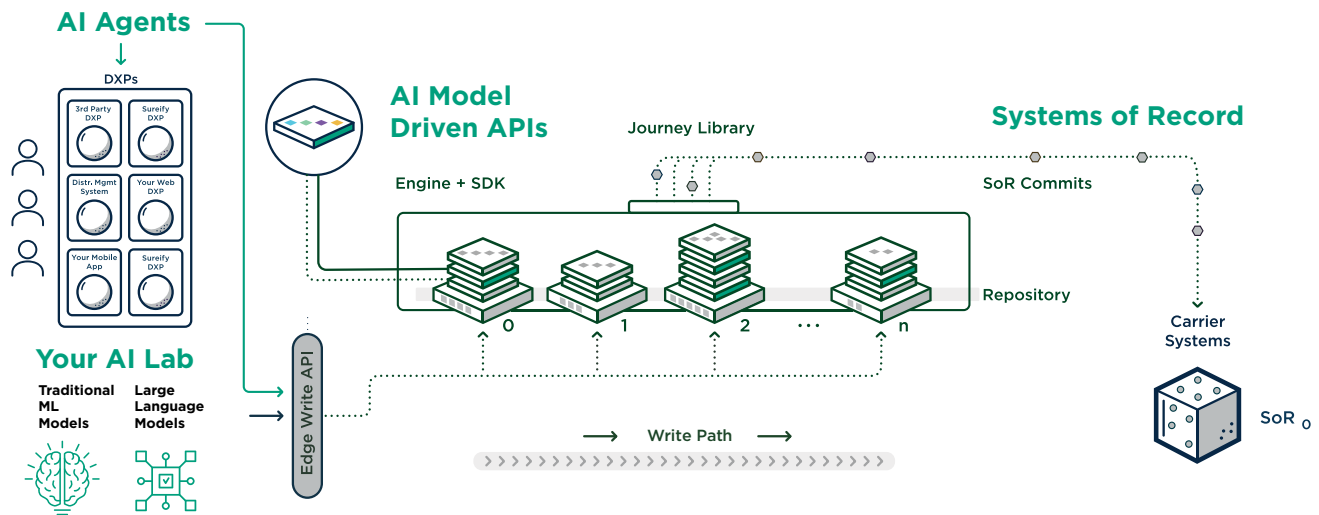 AI Agents
DXPs
3rd Party
DXP
Sureify
DXP
Distr. Mgmt
System
Your Web
DXP
Your Mobile
App
Sureify
DXP
Your AI Lab
Traditional
ML
Models
Large
Language
Models
Edge Write API
AI Model
Driven APIs
Engine + SDK
Journey Library
0
1
2
...
n
Repository
Write Path
Systems of Record
SoR Commits
Carrier
Systems
SoR 0